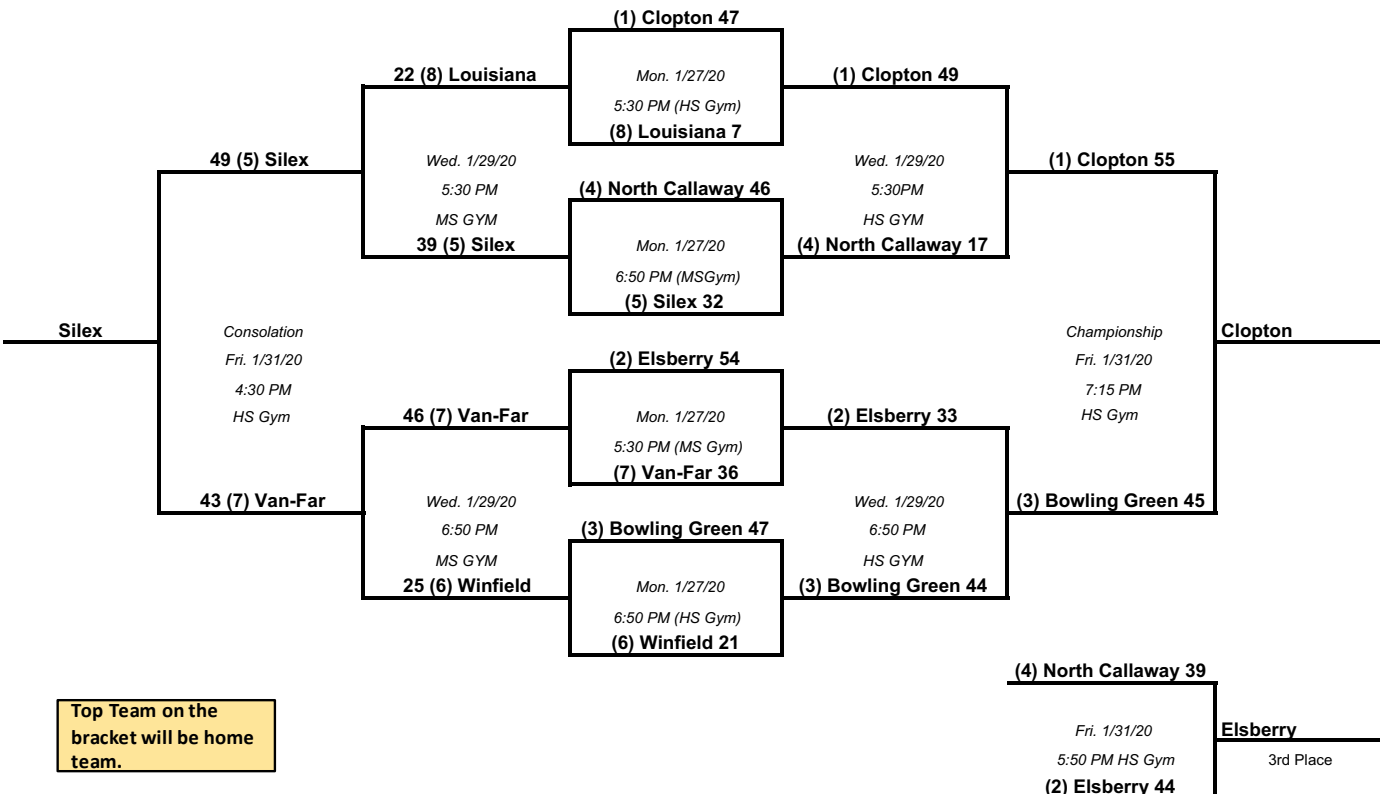 (1) Clopton 47
22 (8) Louisiana
Mon. 1/27/20
(1) Clopton 49
5:30 PM (HS Gym)
(8) Louisiana 7
49 (5) Silex
Wed. 1/29/20
Wed. 1/29/20
(1) Clopton 55
5:30 PM
(4) North Callaway 46
5:30PM
MS GYM
HS GYM
39 (5) Silex
Mon. 1/27/20
(4) North Callaway 17
6:50 PM (MSGym)
(5) Silex 32
Silex
Consolation
Championship
Clopton
Fri. 1/31/20
(2) Elsberry 54
Fri. 1/31/20
4:30 PM
7:15 PM
HS Gym
46 (7) Van-Far
Mon. 1/27/20
(2) Elsberry 33
HS Gym
5:30 PM (MS Gym)
(7) Van-Far 36
43 (7) Van-Far
Wed. 1/29/20
Wed. 1/29/20
(3) Bowling Green 45
6:50 PM
(3) Bowling Green 47
6:50 PM
MS GYM
HS GYM
25 (6) Winfield
Mon. 1/27/20
(3) Bowling Green 44
6:50 PM (HS Gym)
(6) Winfield 21
(4) North Callaway 39
Top Team on the
bracket will be home
team.
Fri. 1/31/20
Elsberry
5:50 PM HS Gym
3rd Place
(2) Elsberry 44